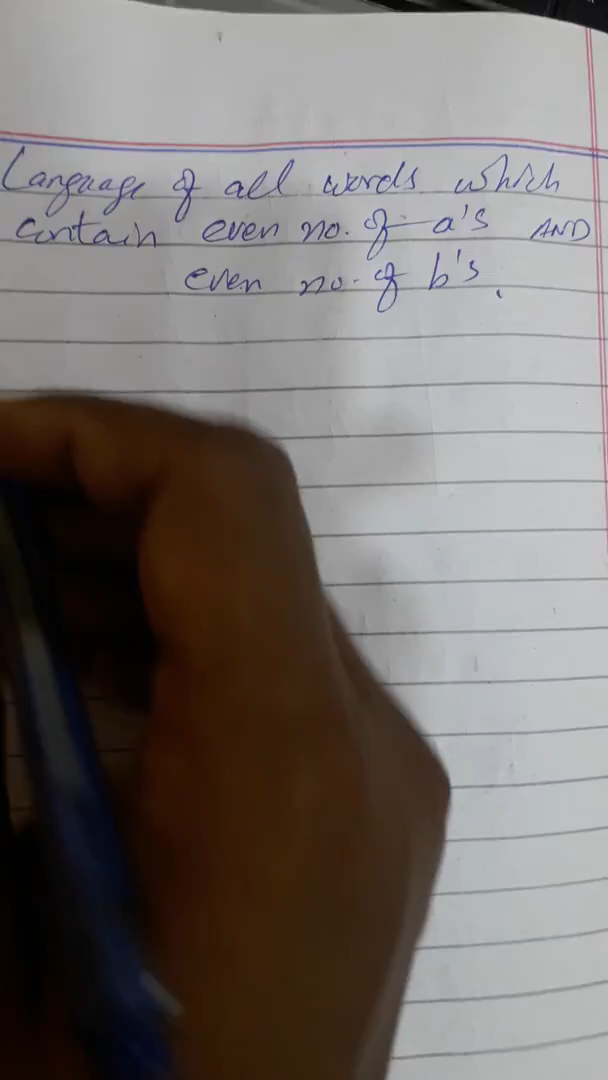 Language of all words which
contain even no. of a's AND
even no. of b's.